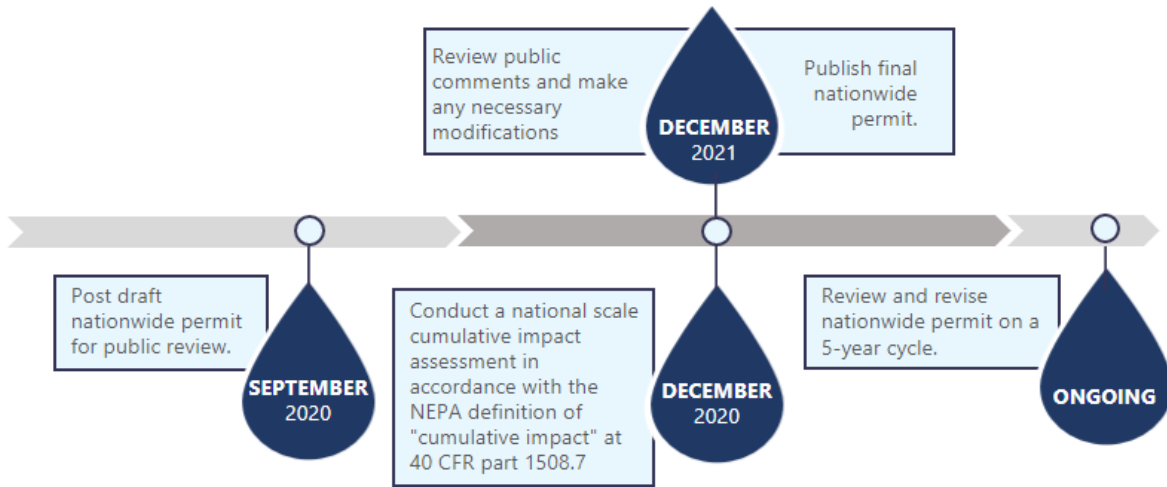 Review public
comments and make
any necessary
modifications
DECEMBER
2021
Publish final
nationwide
permit.
Post draft
nationwide permit
for public review.
SEPTEMBER
2020
Conduct a national scale
cumulative impact
assessment in
accordance with the
NEPA definition of
"cumulative impact" at
40 CFR part 1508.7
DECEMBER
2020
Review and revise
nationwide permit on a
5-year cycle.
ONGOING